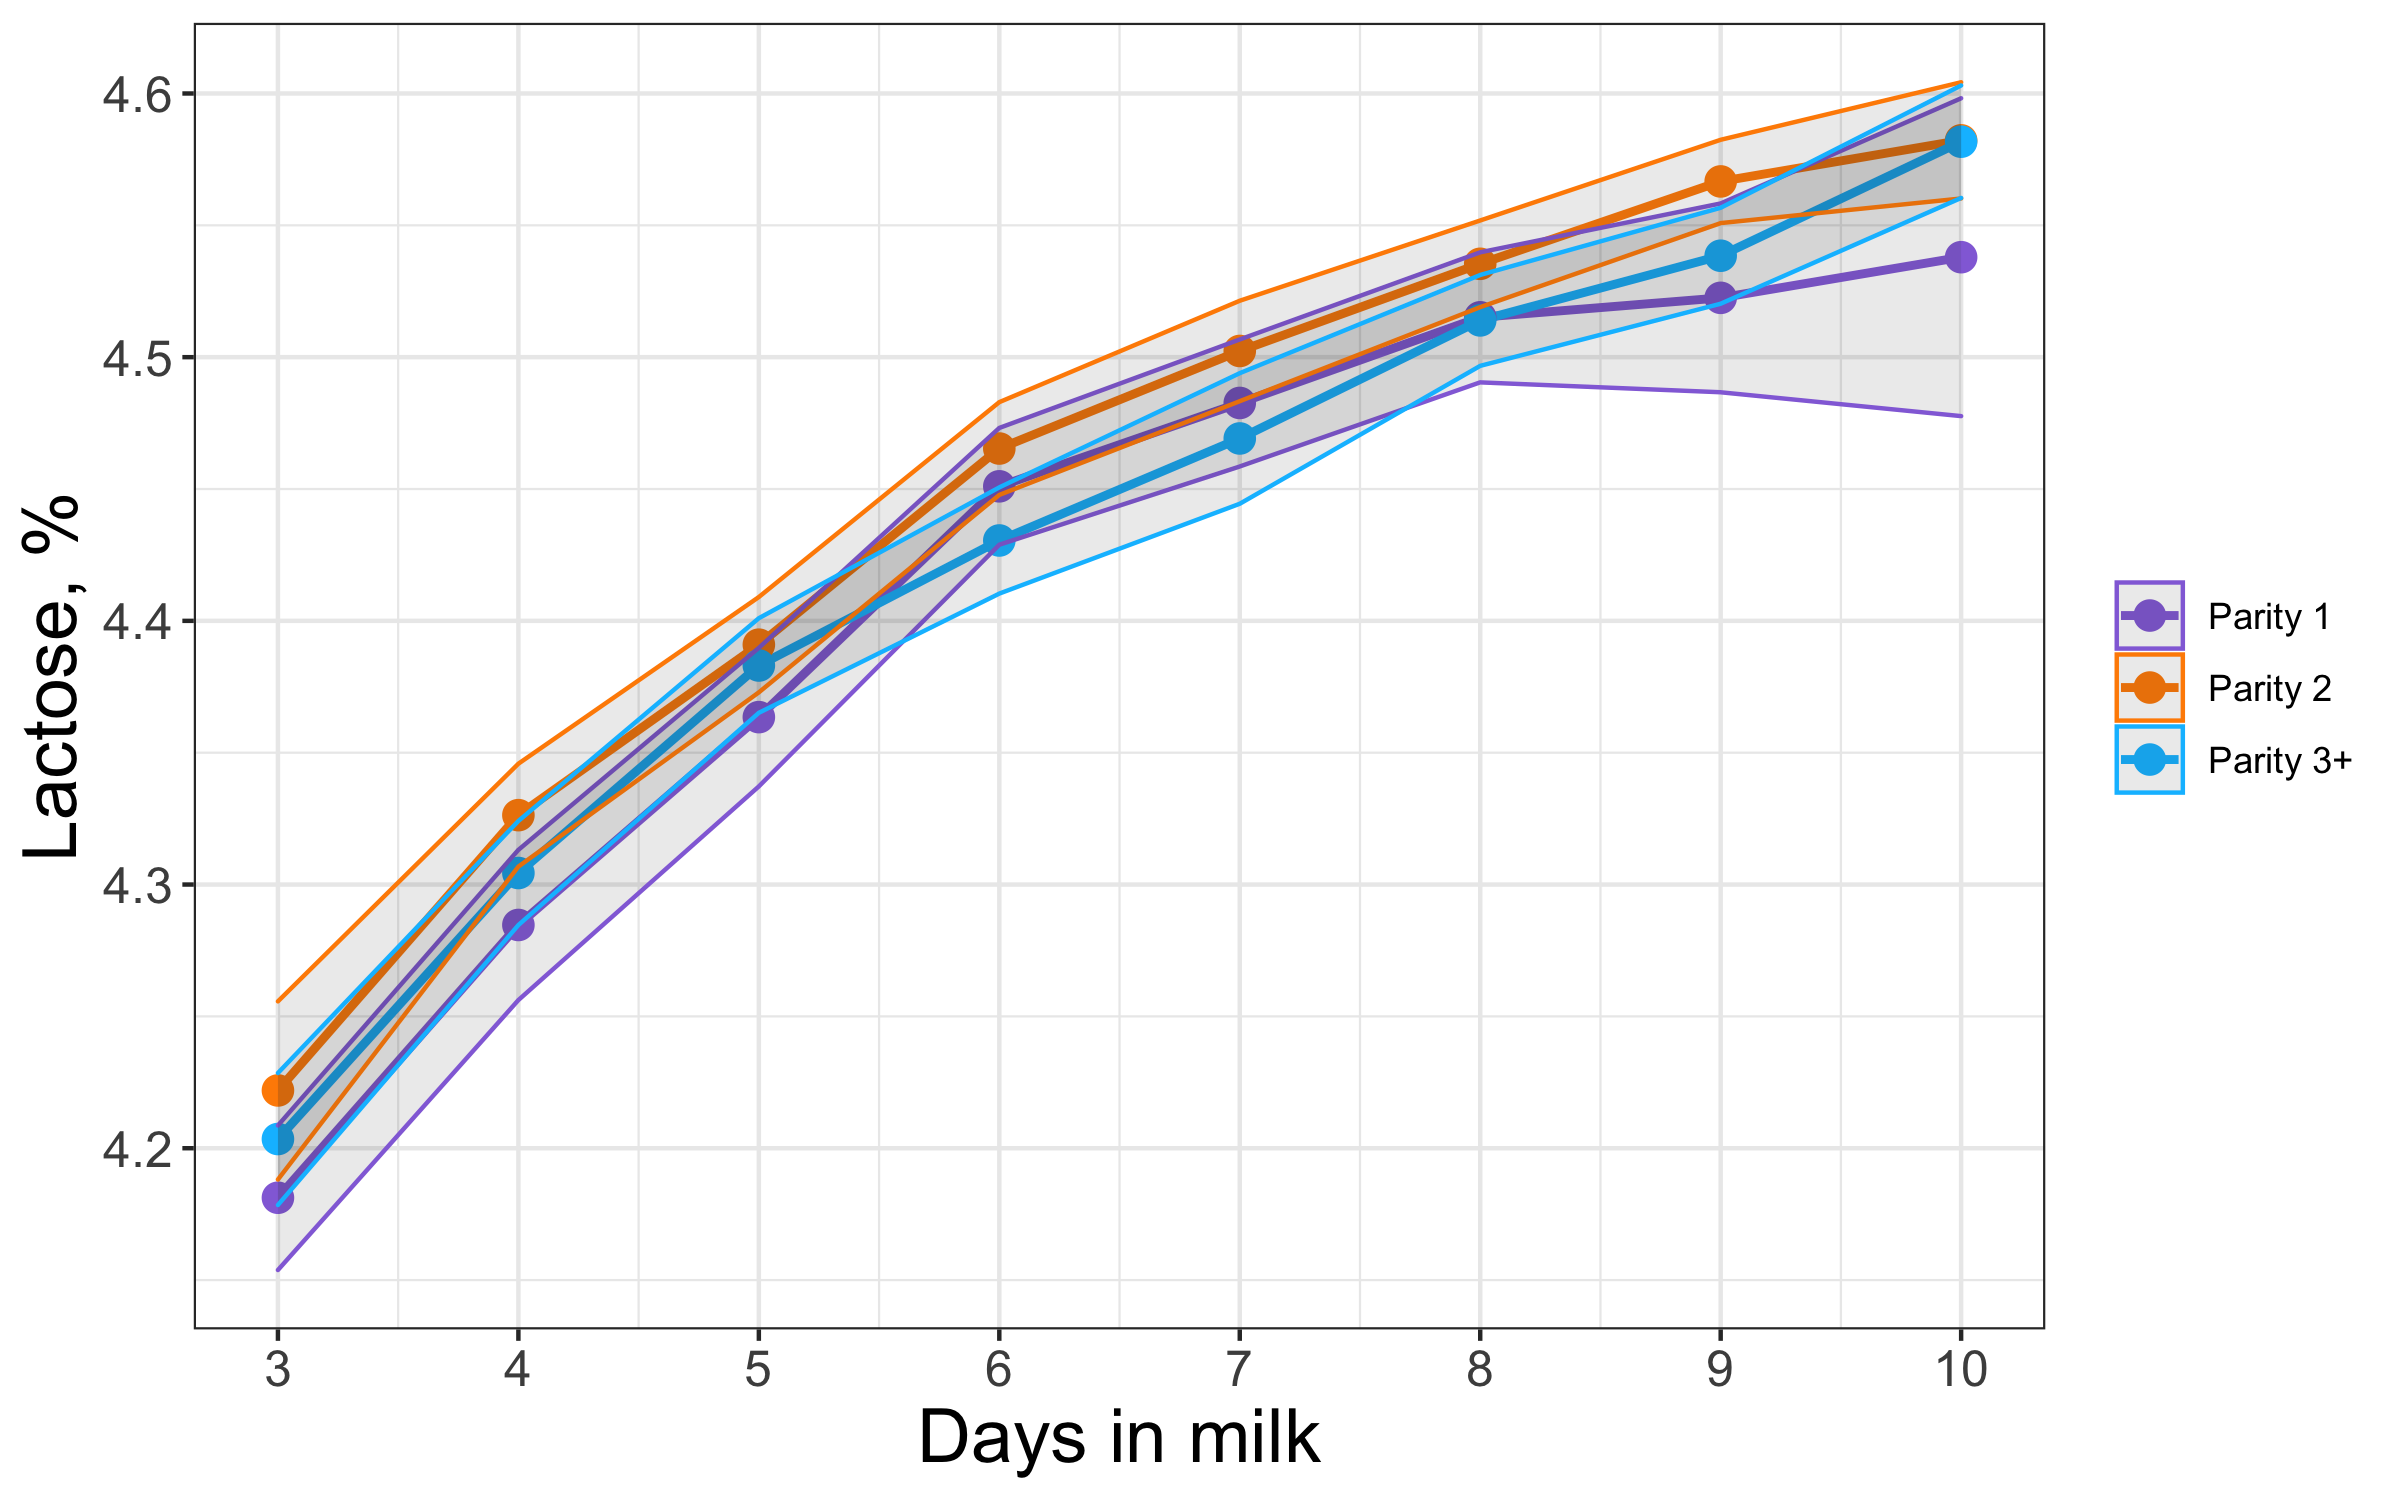 Lactose, %
4.6
4.5
4.4
4.3
4.2
3 4 5 6 7 8 9 10
Days in milk
Parity 1
Parity 2
Parity 3+